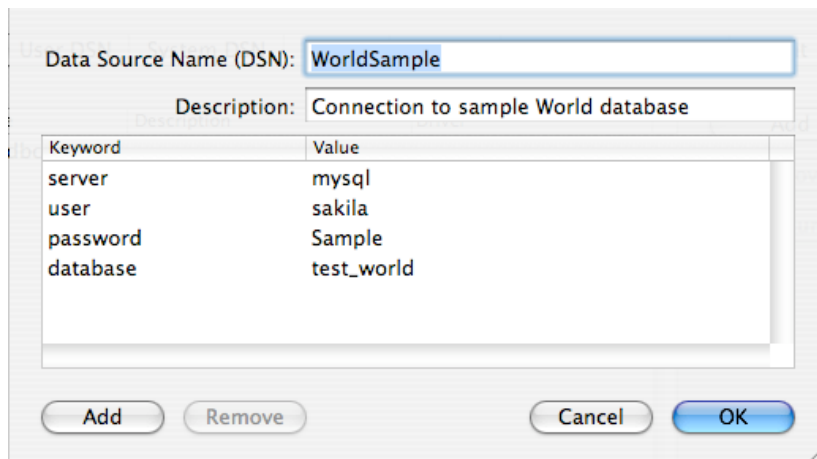 Data Source Name (DSN): WorldSample
Description: Connection to sample World database
Keyword Value
server mysql
user sakila
password Sample
database test_world
Add Remove Cancel OK